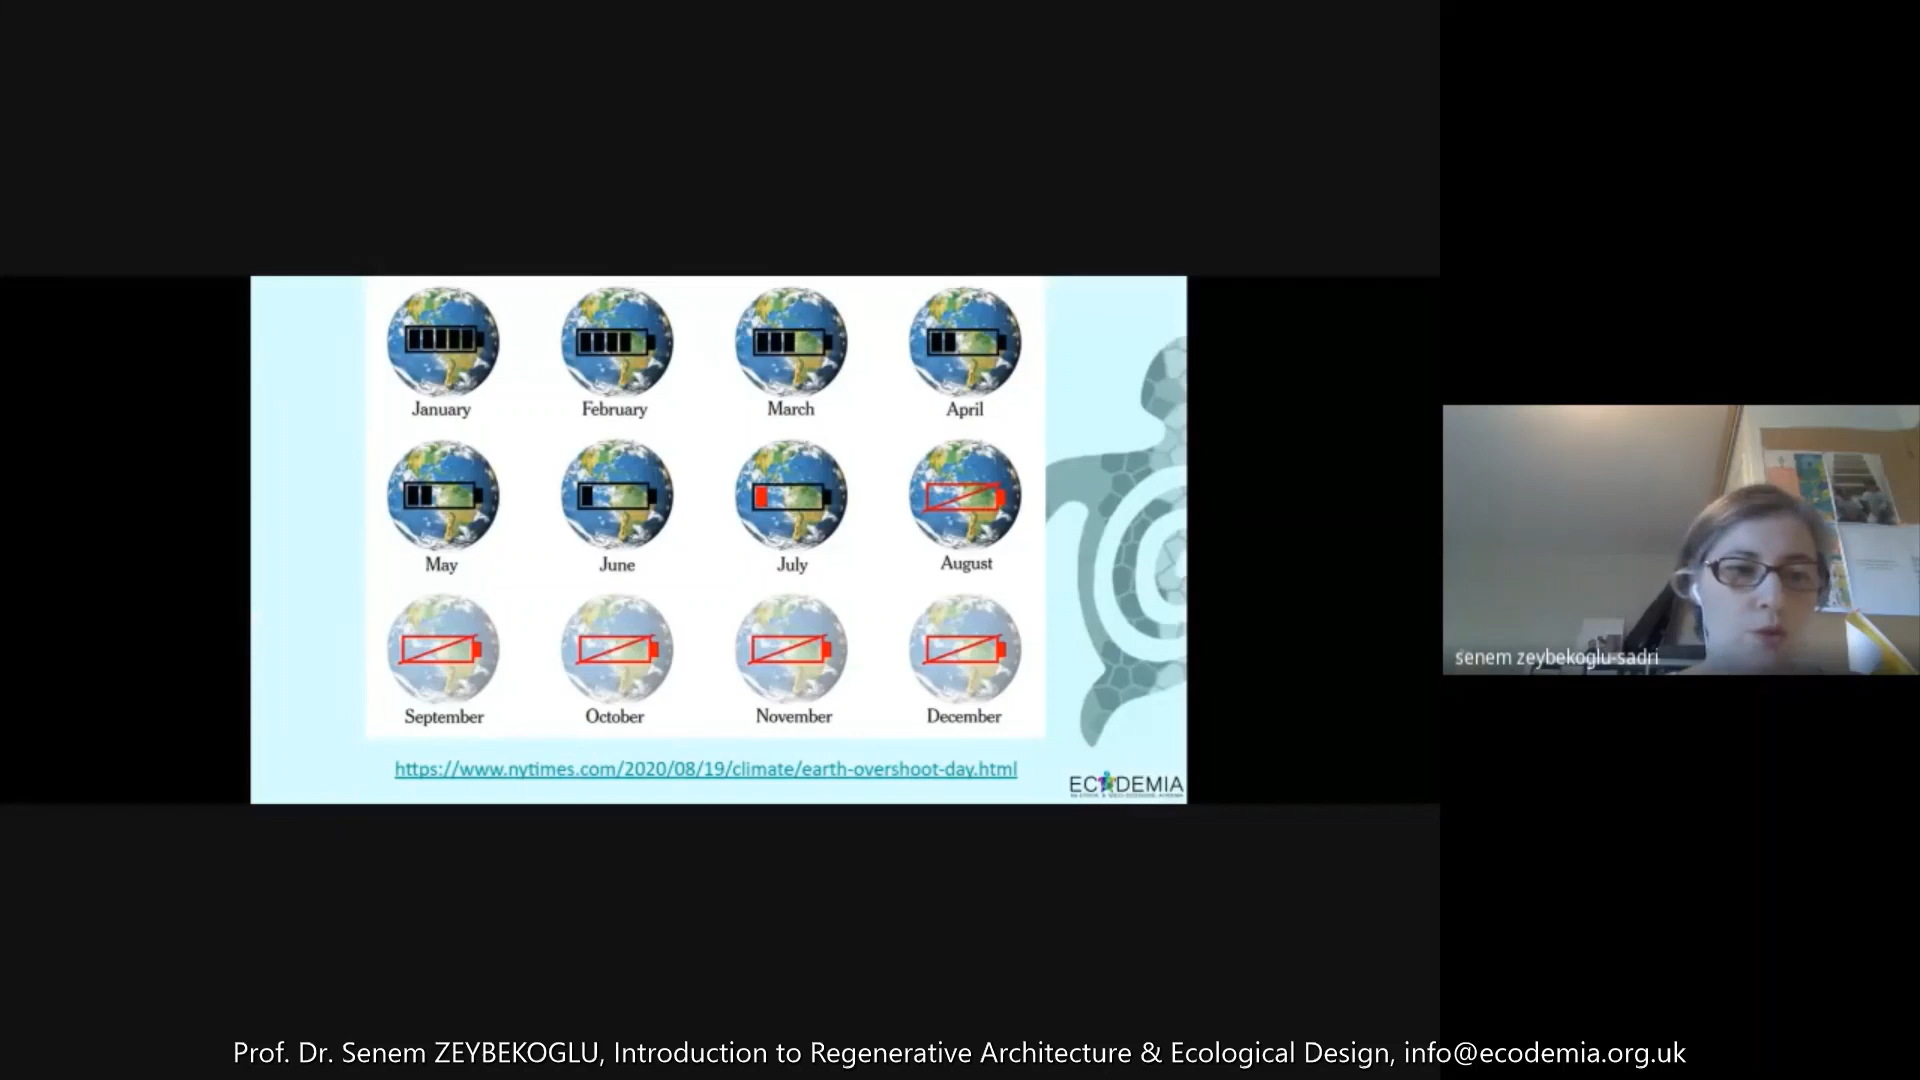 January February March April
May June July August
September October November December
https://www.nytimes.com/2020/08/19/climate/earth-overshoot-day.html
ECODEMIA
senem zeybekoglu-sadri
Prof. Dr. Senem ZEYBEKOGLU, Introduction to Regenerative Architecture & Ecological Design, info@ecodemia.org.uk